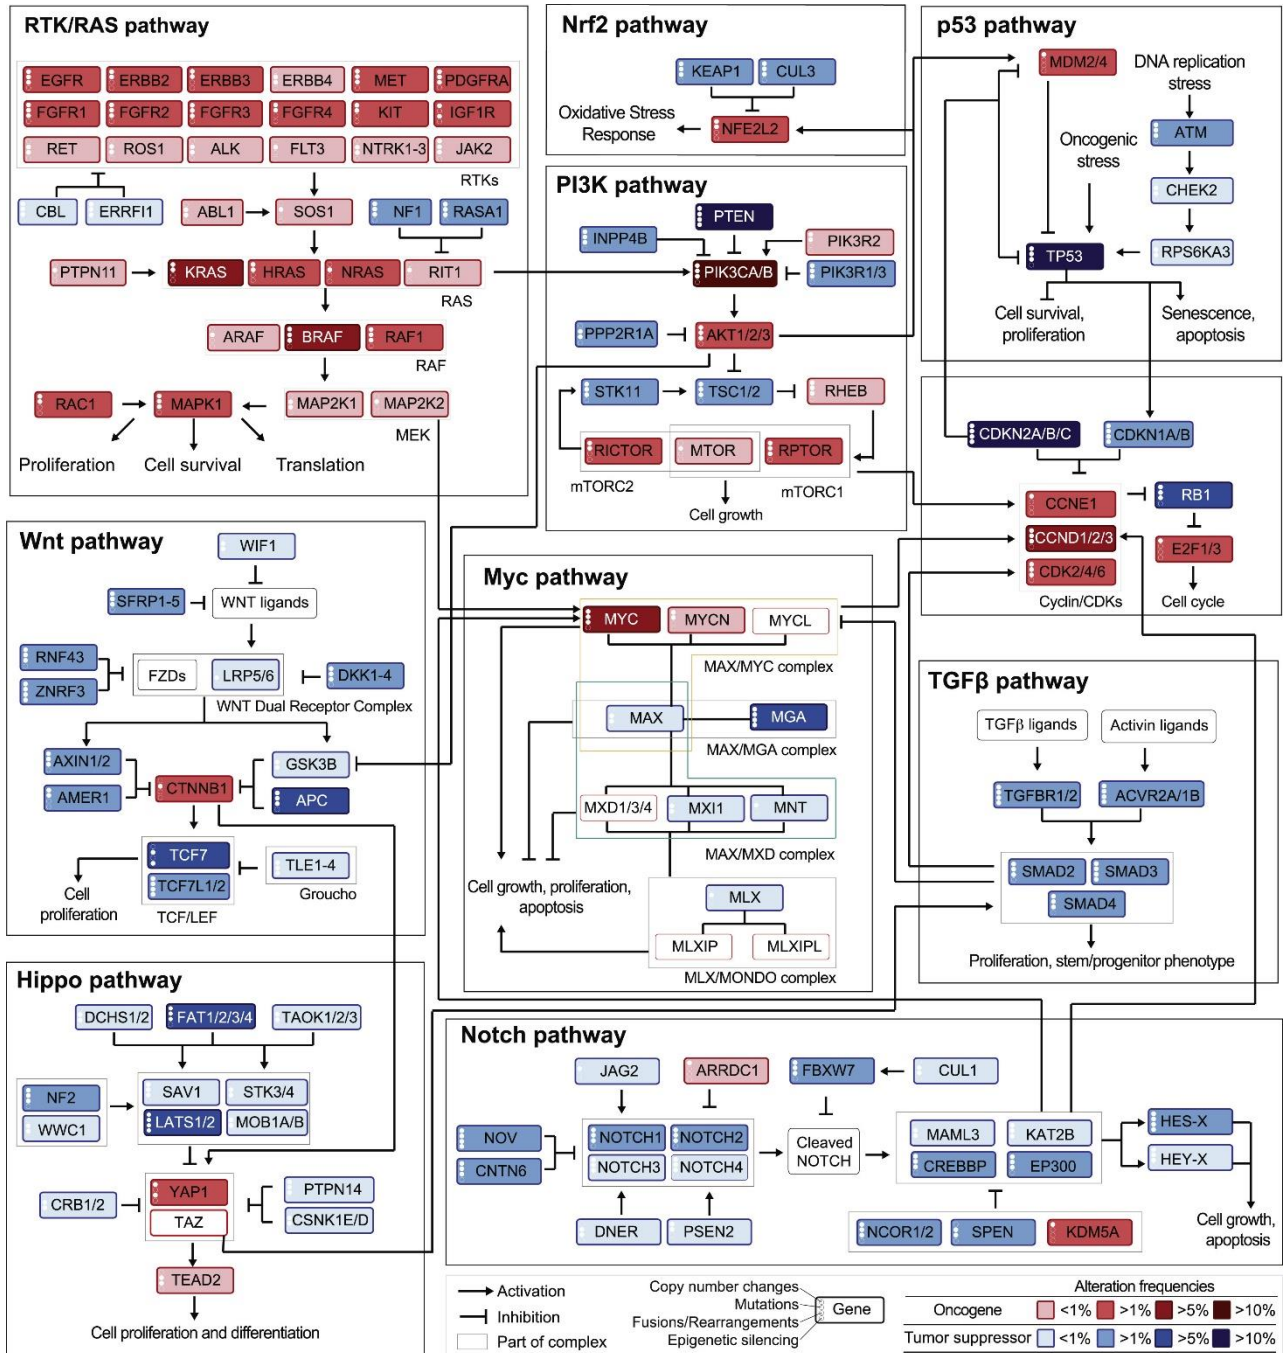 RTK/RAS pathway
EGFR ERBB2 ERBB3 ERBB4 MET PDGFRA
FGFR1 FGFR2 FGFR3 FGFR4 KIT IGF1R
RET ROS1 ALK FLT3 NTRK1-3 JAK2
RTKs
CBL ERRFI1 ABL1 SOS1 NF1 RASA1
PTPN11 KRAS HRAS NRAS RIT1
RAS
ARAF BRAF RAF1
RAF
RAC1 MAPK1 MAP2K1 MAP2K2
MEK
Proliferation Cell survival Translation
Nrf2 pathway
KEAP1 CUL3
Oxidative Stress
Response
NFE2L2
PI3K pathway
PTEN
INPP4B PIK3R2
PIK3CA/B PIK3R1/3
PPP2R1A AKT1/2/3
STK11 TSC1/2 RHEB
RICTOR MTOR RPTOR
mTORC2 mTORC1
Cell growth
p53 pathway
MDM2/4 DNA replication
stress
Oncogenic
stress
ATM
CHEK2
TP53 RPS6KA3
Cell survival,
proliferation
Senescence,
apoptosis
CDKN2A/B/C CDKN1A/B
CCNE1 RB1
CCND1/2/3 E2F1/3
CDK2/4/6
Cyclin/CDKs Cell cycle
Wnt pathway
WIF1
SFRP1-5 WNT ligands
RNF43
ZNRF3
FZDs LRP5/6 DKK1-4
WNT Dual Receptor Complex
AXIN1/2 GSK3B
AMER1 CTNNB1 APC
TCF7 TLE1-4
TCF7L1/2 Groucho
Cell
proliferation
TCF/LEF
Myc pathway
MYC MYCN MYCL
MAX/MYC complex
MAX MGA
MAX/MGA complex
MXD1/3/4 MXI1 MNT
MAX/MXD complex
Cell growth, proliferation,
apoptosis
MLX
MLXIP MLXIPL
MLX/MONDO complex
TGFβ pathway
TGFβ ligands Activin ligands
TGFBR1/2 ACVR2A/1B
SMAD2 SMAD3
SMAD4
Proliferation, stem/progenitor phenotype
Hippo pathway
DCHS1/2 FAT1/2/3/4 TAOK1/2/3
NF2 SAV1 STK3/4
WWC1 LATS1/2 MOB1A/B
CRB1/2 YAP1 PTPN14
TAZ CSNK1E/D
TEAD2
Cell proliferation and differentiation
Notch pathway
JAG2 ARRDC1 FBXW7 CUL1
NOV NOTCH1 NOTCH2
CNTN6 NOTCH3 NOTCH4
Cleaved
NOTCH
MAML3 KAT2B HES-X
CREBBP EP300 HEY-X
DNER PSEN2
NCOR1/2 SPEN KDM5A
Cell growth,
apoptosis
Activation
Inhibition
Part of complex
Copy number changes
Mutations
Fusions/Rearrangements
Epigenetic silencing
Gene
Alteration frequencies
Oncogene <1% >1% >5% >10%
Tumor suppressor <1% >1% >5% >10%